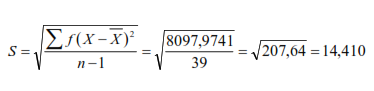 S = √(∑ f (X − X̅)² / (n − 1)) = √(8097,9741 / 39) = √207,64 = 14,410